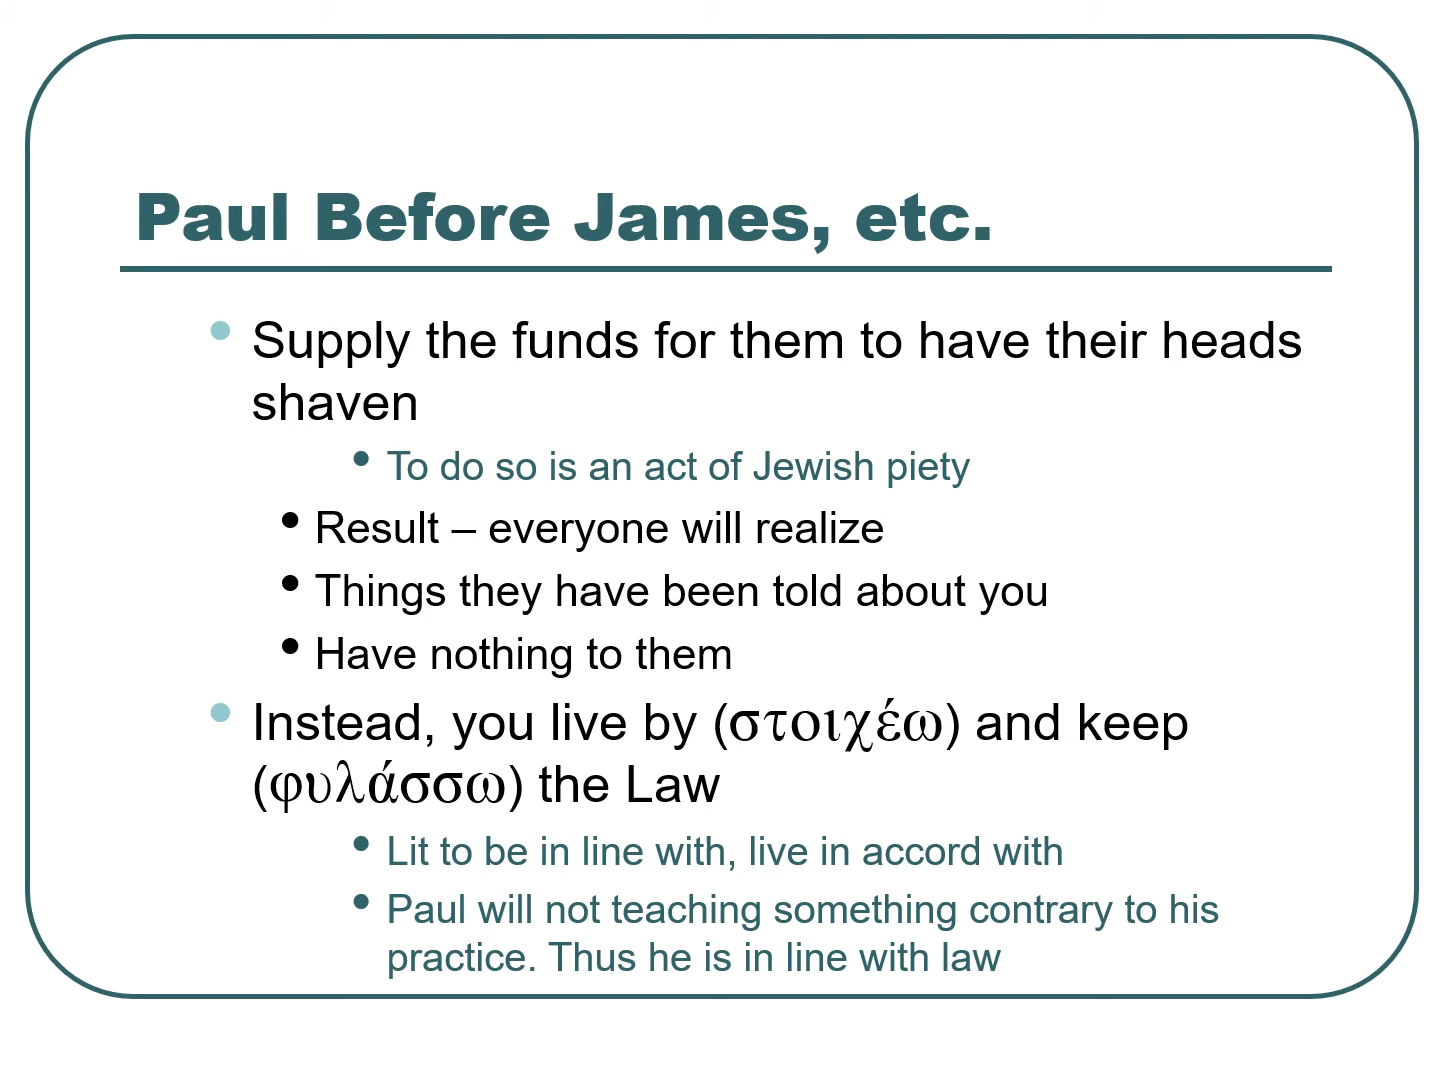 Paul Before James, etc.
• Supply the funds for them to have their heads
shaven
• To do so is an act of Jewish piety
• Result – everyone will realize
• Things they have been told about you
• Have nothing to them
• Instead, you live by (στοιχέω) and keep
(φυλάσσω) the Law
• Lit to be in line with, live in accord with
• Paul will not teaching something contrary to his
practice. Thus he is in line with law